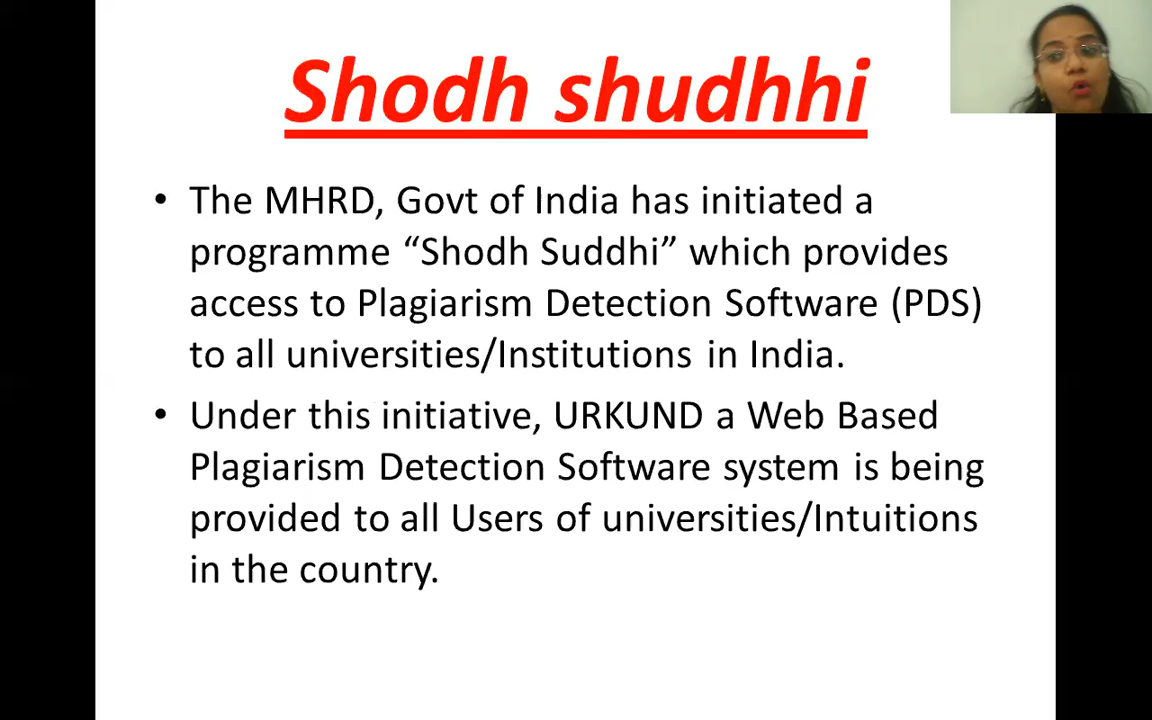 Shodh shudhhi
• The MHRD, Govt of India has initiated a
programme “Shodh Suddhi” which provides
access to Plagiarism Detection Software (PDS)
to all universities/Institutions in India.
• Under this initiative, URKUND a Web Based
Plagiarism Detection Software system is being
provided to all Users of universities/Intuitions
in the country.